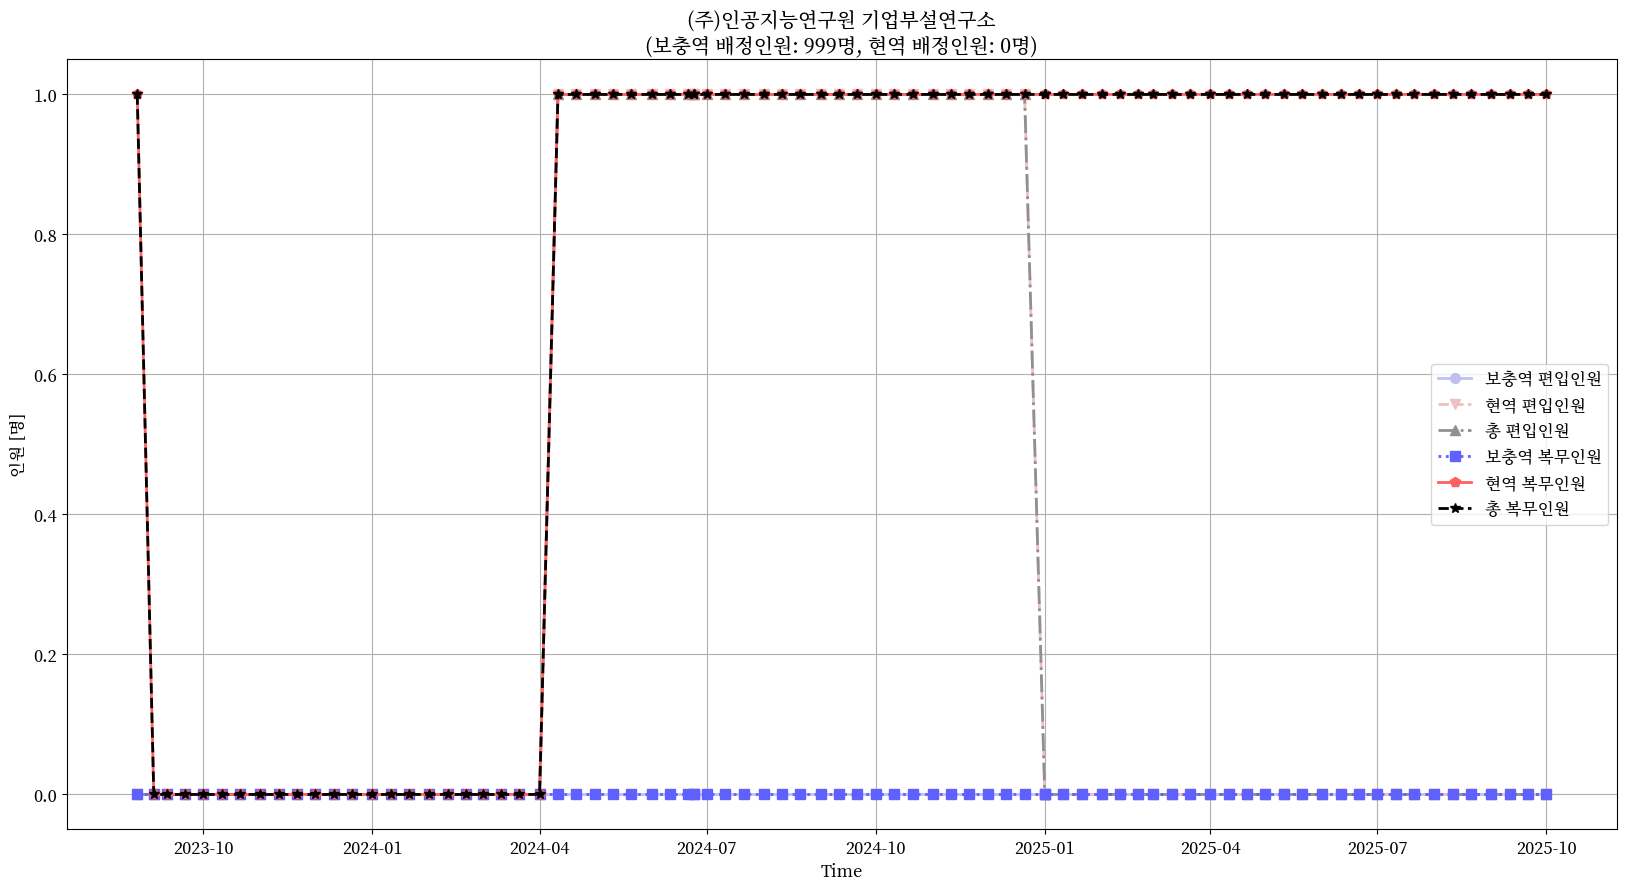 (주)인공지능연구원 기업부설연구소
(보충역 배정인원: 999명, 현역 배정인원: 0명)
1.0
0.8
0.6
0.4
0.2
0.0
인원 [명]
보충역 편입인원
현역 편입인원
총 편입인원
보충역 복무인원
현역 복무인원
총 복무인원
2023-10
2024-01
2024-04
2024-07
2024-10
2025-01
2025-04
2025-07
2025-10
Time